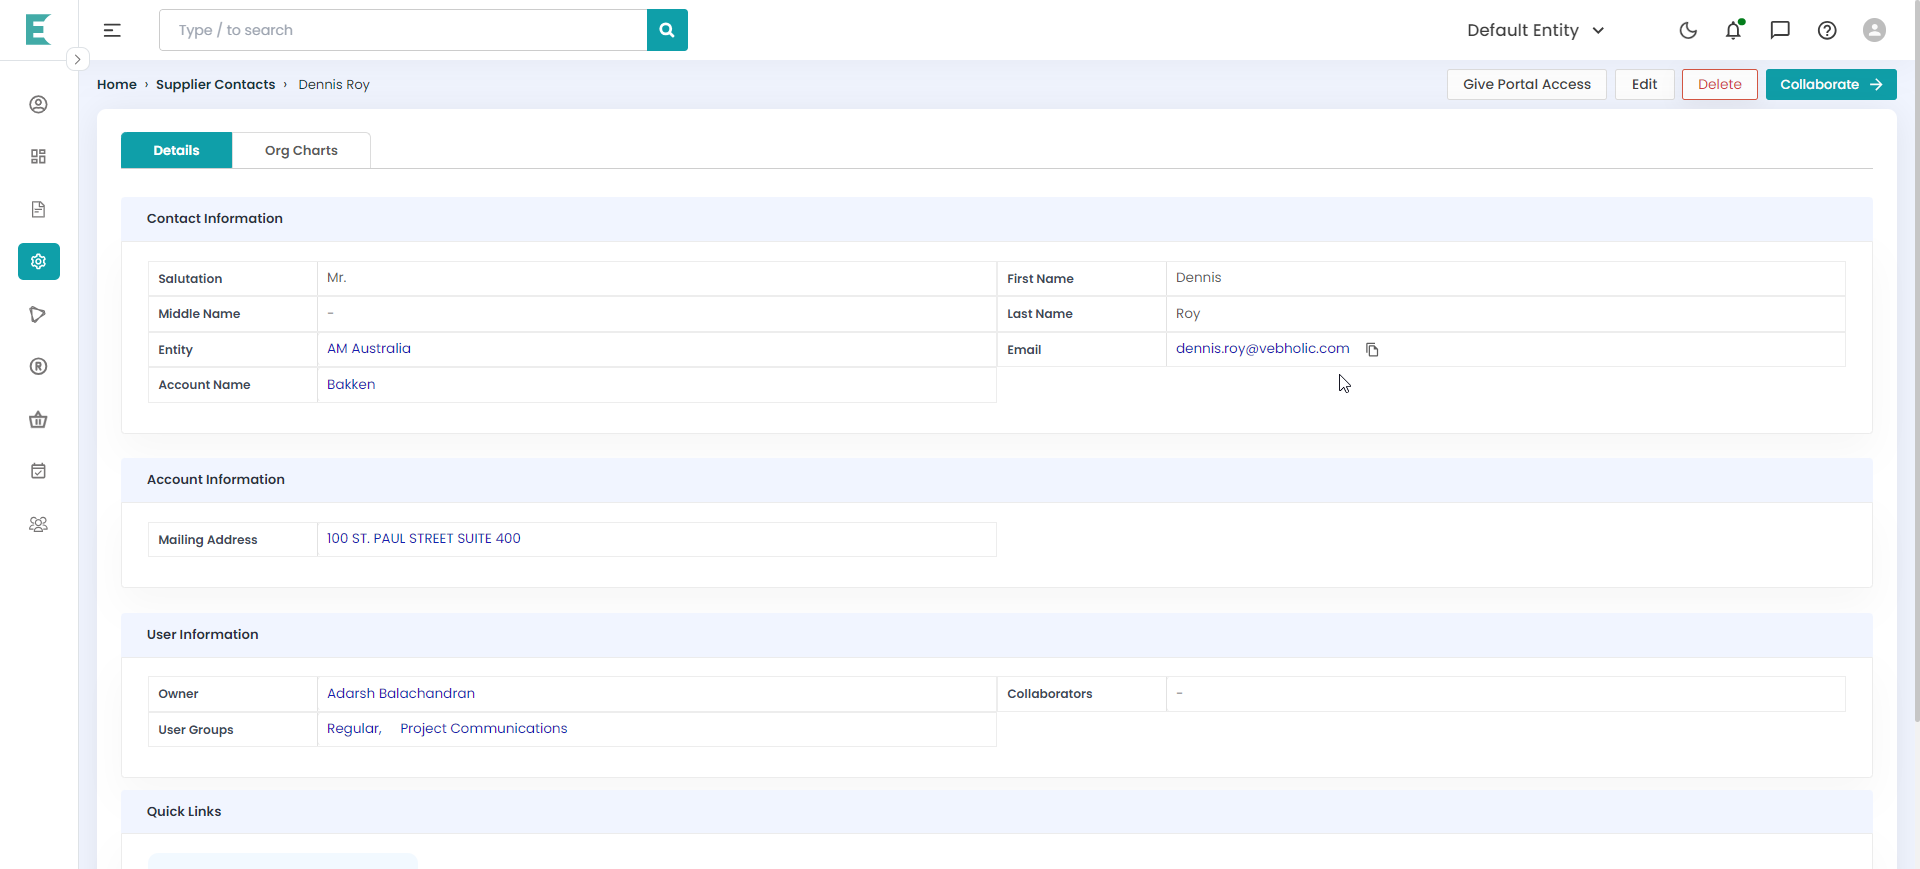 Type / to search
Default Entity
Home › Supplier Contacts › Dennis Roy
Give Portal Access
Edit
Delete
Collaborate
Details
Org Charts
Contact Information
Salutation Mr. First Name Dennis
Middle Name - Last Name Roy
Entity AM Australia Email dennis.roy@vebholic.com
Account Name Bakken
Account Information
Mailing Address 100 ST. PAUL STREET SUITE 400
User Information
Owner Adarsh Balachandran Collaborators -
User Groups Regular, Project Communications
Quick Links